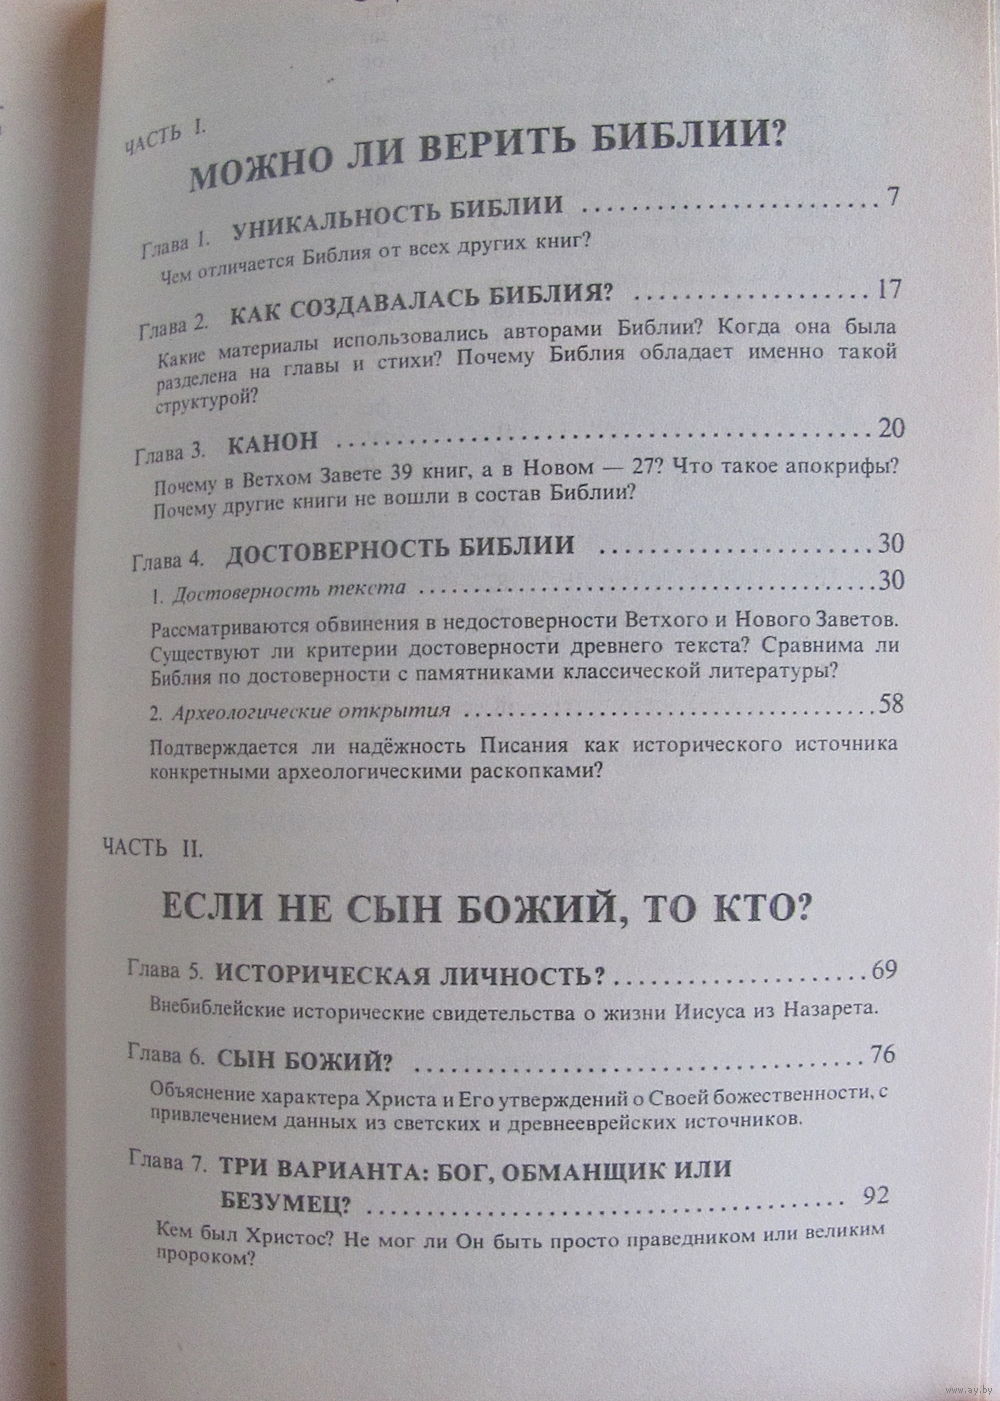 ЧАСТЬ I.
МОЖНО ЛИ ВЕРИТЬ БИБЛИИ?
Глава 1. УНИКАЛЬНОСТЬ БИБЛИИ ........................ 7
Чем отличается Библия от всех других книг?
Глава 2. КАК СОЗДАВАЛАСЬ БИБЛИЯ? .................... 17
Какие материалы использовались авторами Библии? Когда она была
разделена на главы и стихи? Почему Библия обладает именно такой
структурой?
Глава 3. КАНОН ............................................ 20
Почему в Ветхом Завете 39 книг, а в Новом — 27? Что такое апокрифы?
Почему другие книги не вошли в состав Библии?
Глава 4. ДОСТОВЕРНОСТЬ БИБЛИИ ...................... 30
1. Достоверность текста ...................................... 30
Рассматриваются обвинения в недостоверности Ветхого и Нового Заветов.
Существуют ли критерии достоверности древнего текста? Сравнима ли
Библия по достоверности с памятниками классической литературы?
2. Археологические открытия .................................. 58
Подтверждается ли надёжность Писания как исторического источника
конкретными археологическими раскопками?
ЧАСТЬ II.
ЕСЛИ НЕ СЫН БОЖИЙ, ТО КТО?
Глава 5. ИСТОРИЧЕСКАЯ ЛИЧНОСТЬ? ..................... 69
Внебиблейские исторические свидетельства о жизни Иисуса из Назарета.
Глава 6. СЫН БОЖИЙ? ..................................... 76
Объяснение характера Христа и Его утверждений о Своей божественности, с
привлечением данных из светских и древнееврейских источников.
Глава 7. ТРИ ВАРИАНТА: БОГ, ОБМАНЩИК ИЛИ
БЕЗУМЕЦ? ....................................... 92
Кем был Христос? Не мог ли Он быть просто праведником или великим
пророком?
www.ay.by